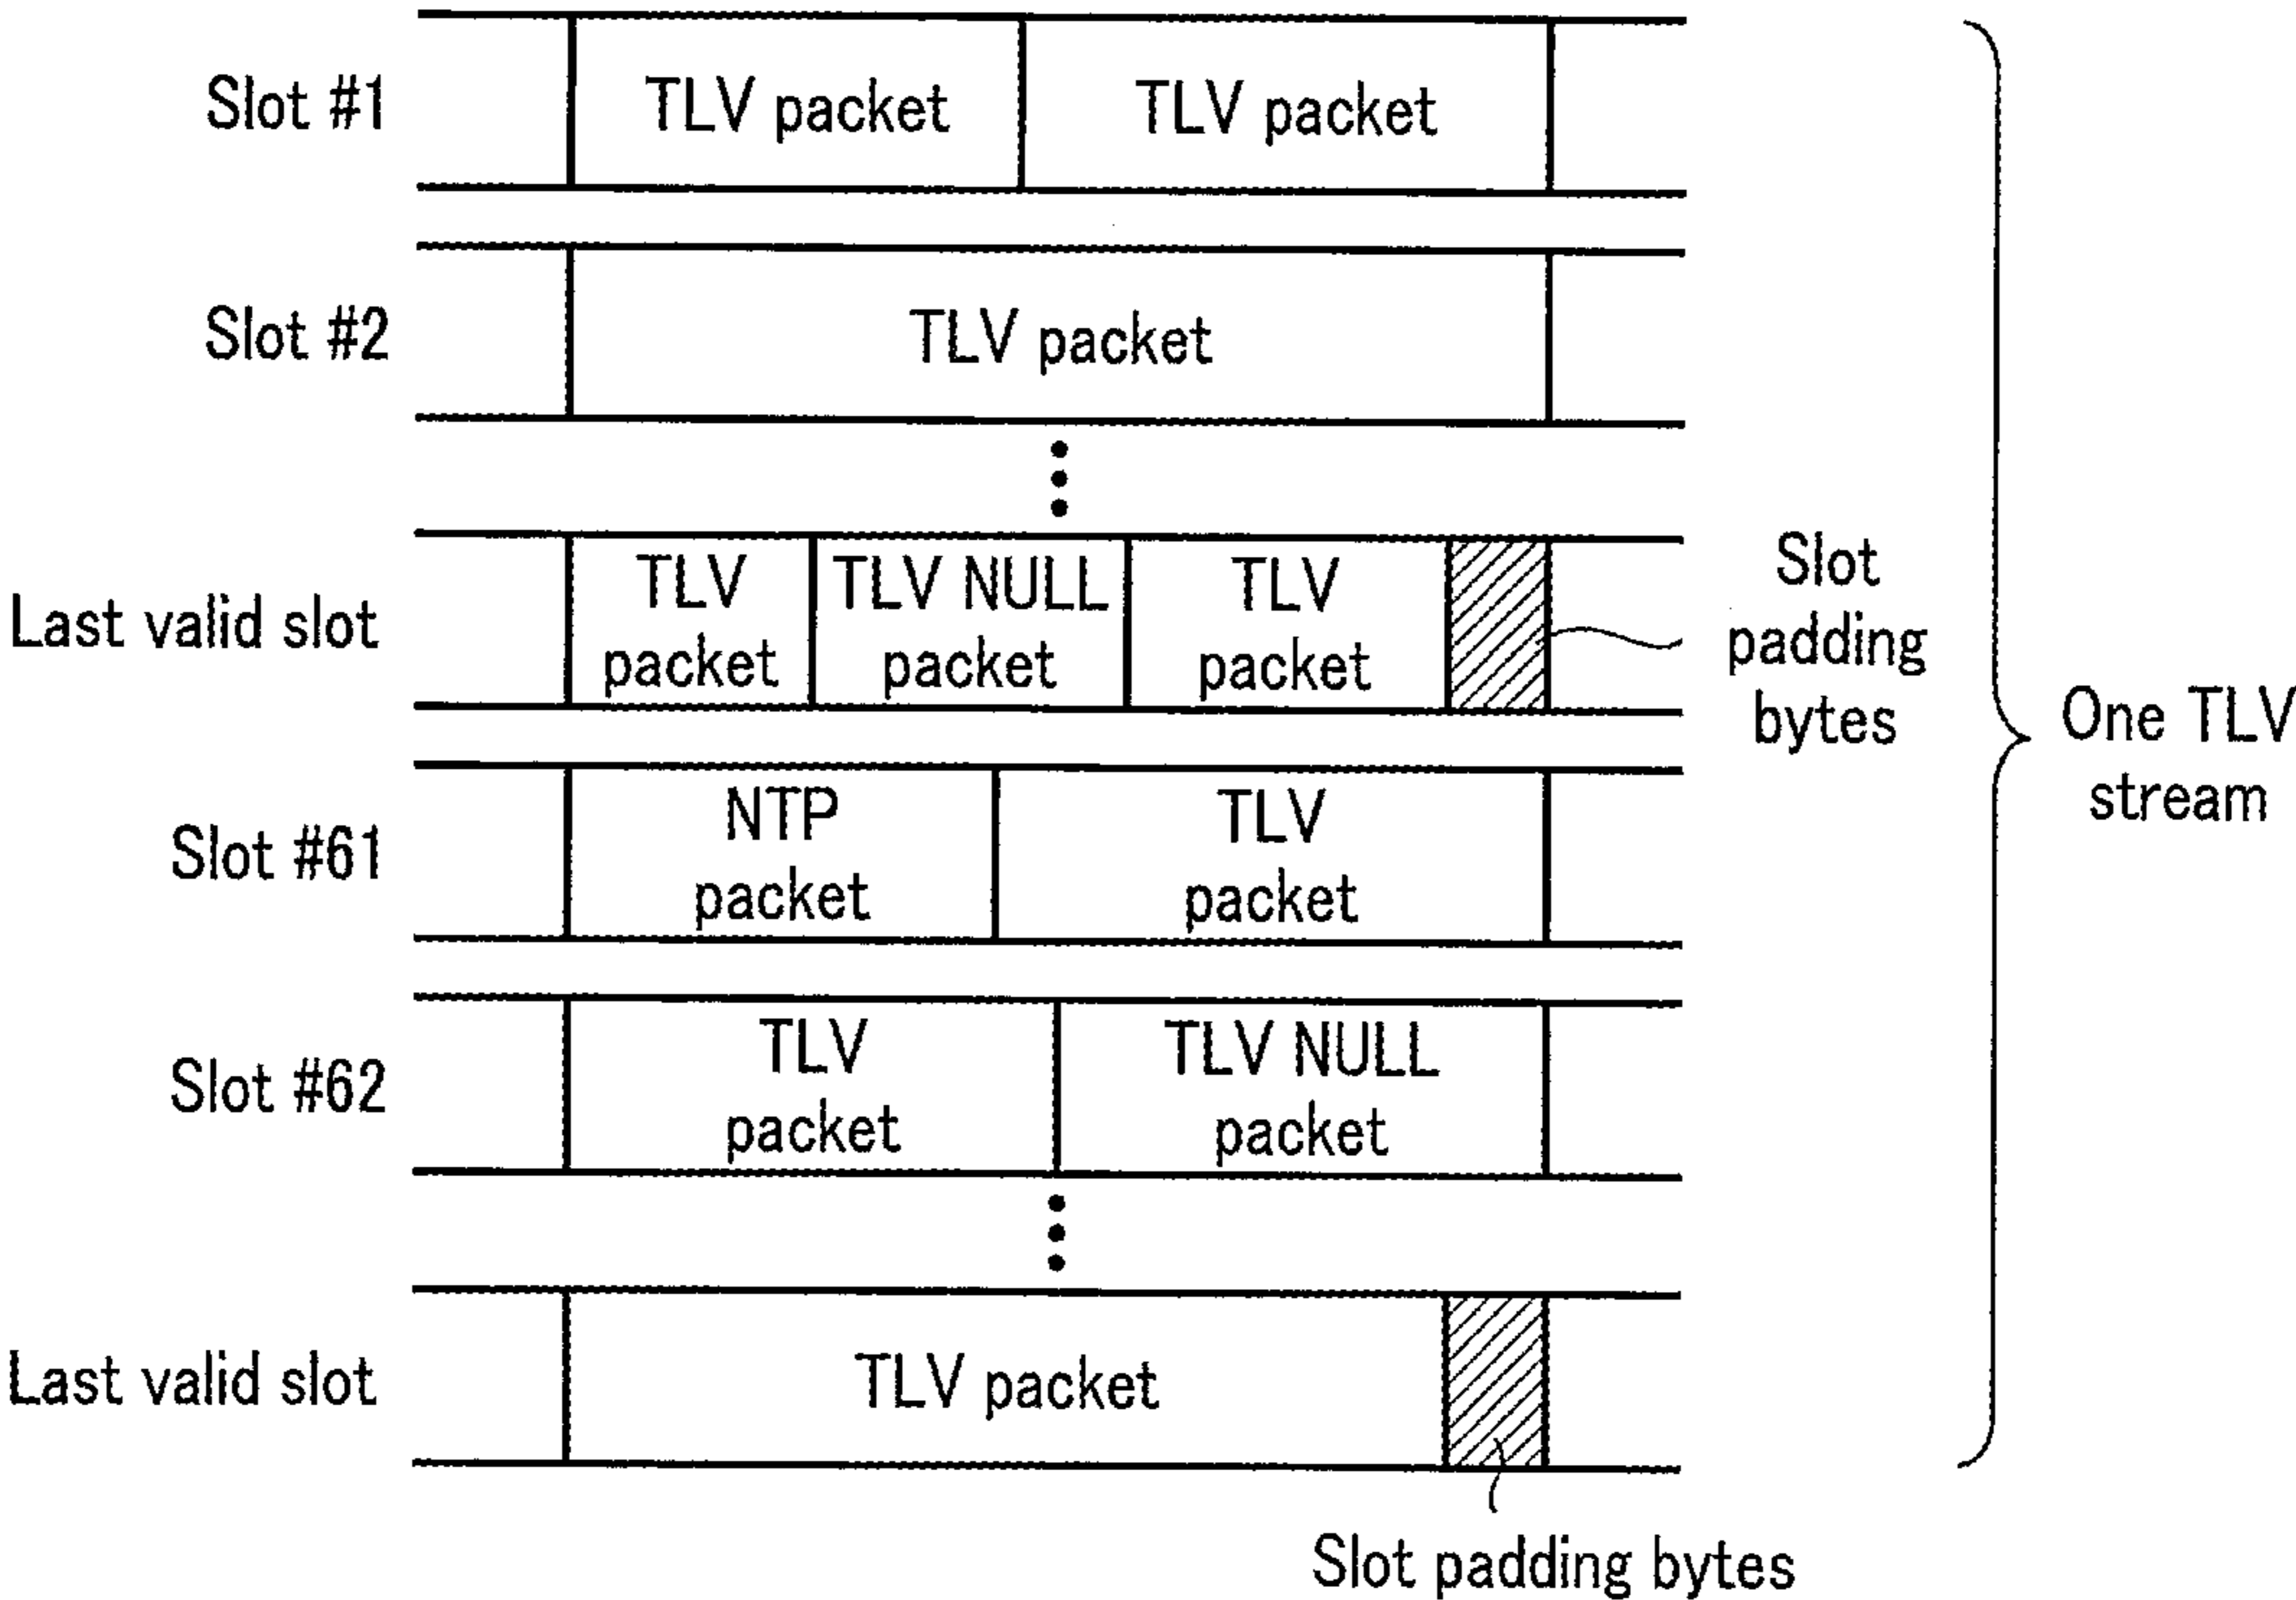 Slot #1
TLV packet
TLV packet
Slot #2
TLV packet
Last valid slot
TLV
packet
TLV NULL
packet
TLV
packet
Slot
padding
bytes
One TLV
stream
Slot #61
NTP
packet
TLV
packet
Slot #62
TLV
packet
TLV NULL
packet
Last valid slot
TLV packet
Slot padding bytes